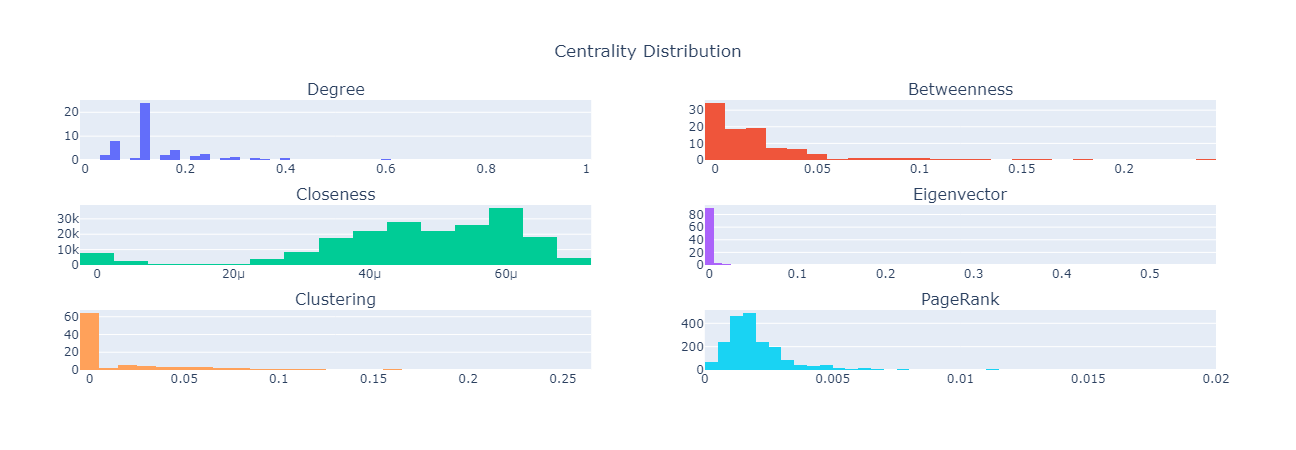 Centrality Distribution
Degree
20
10
0
0 0.2 0.4 0.6 0.8 1
Betweenness
30
20
10
0
0 0.05 0.1 0.15 0.2
Closeness
30k
20k
10k
0
0 20μ 40μ 60μ
Eigenvector
80
60
40
20
0
0 0.1 0.2 0.3 0.4 0.5
Clustering
60
40
20
0
0 0.05 0.1 0.15 0.2 0.25
PageRank
400
200
0
0 0.005 0.01 0.015 0.02